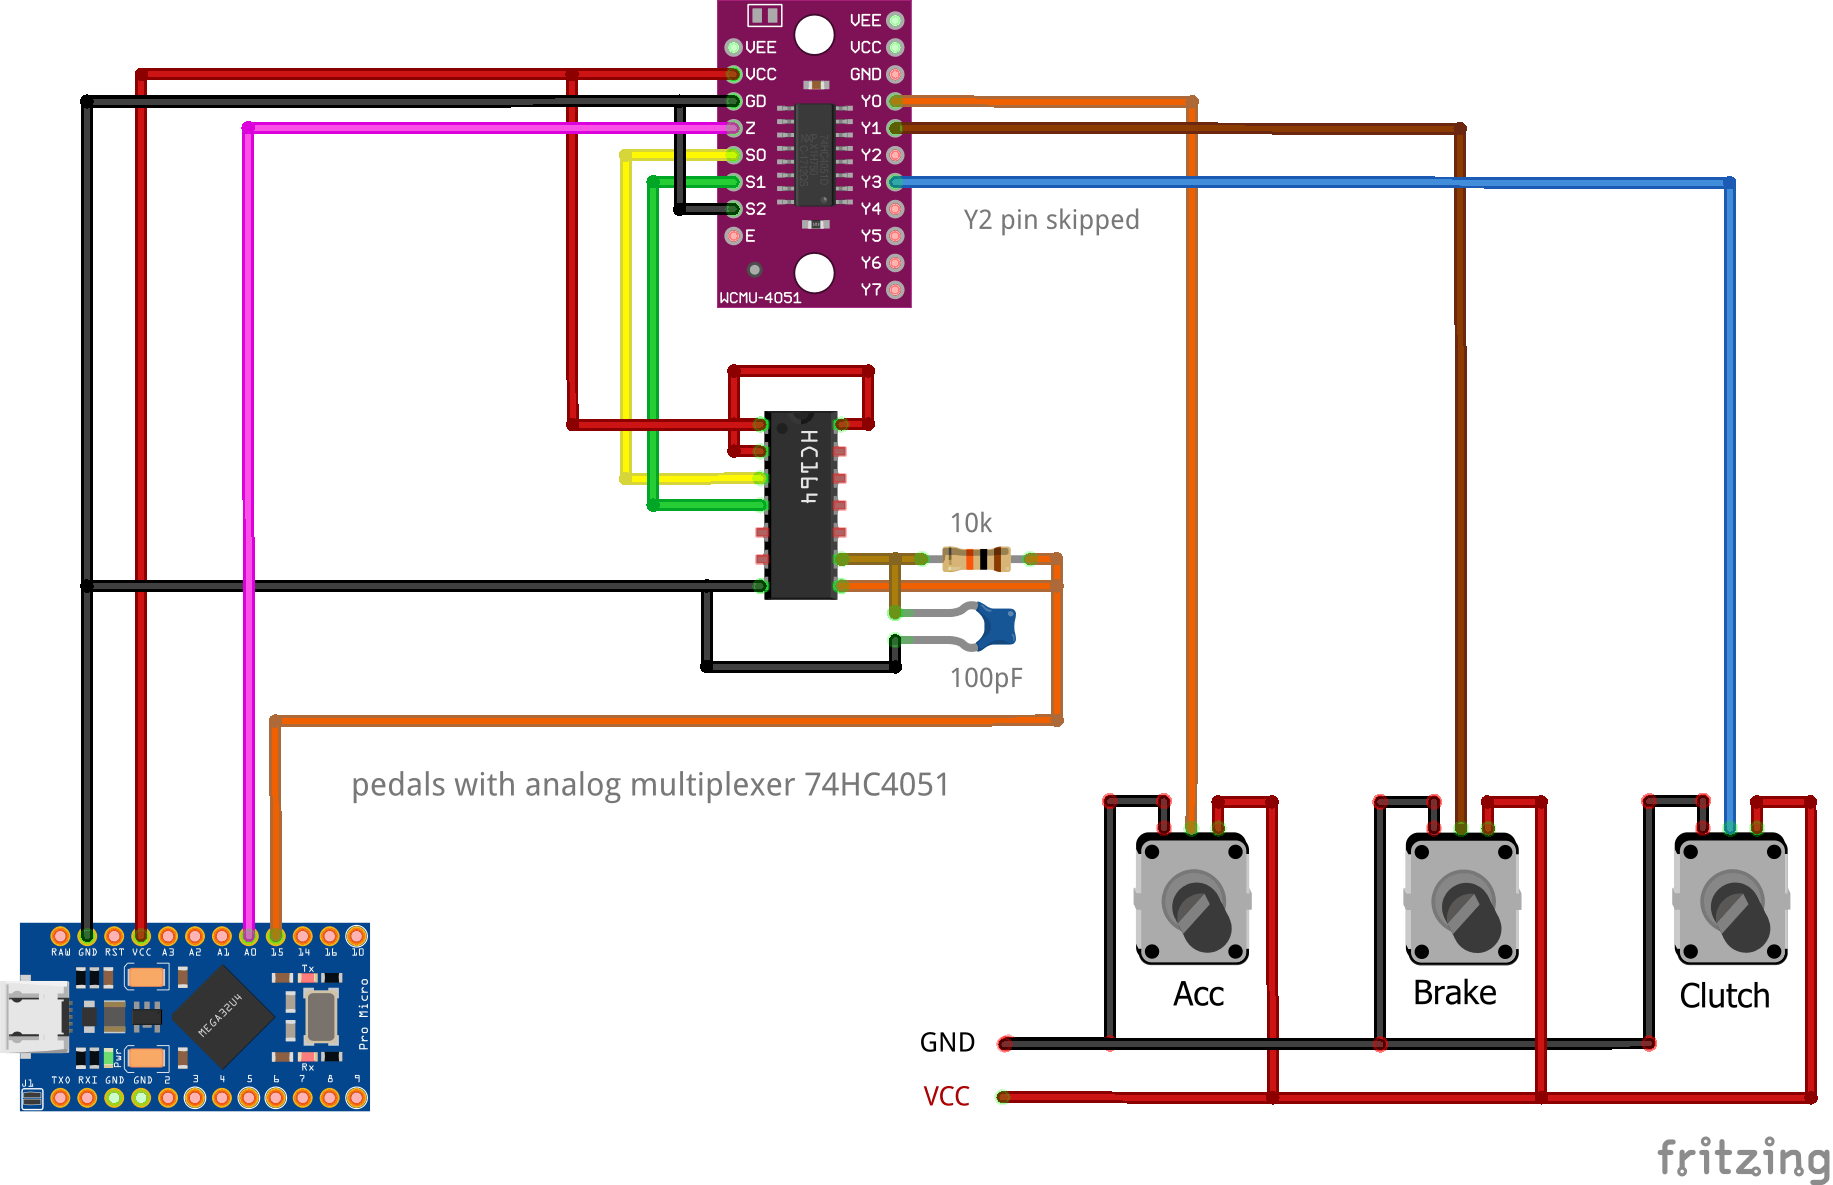 VEE
VCC
GD
Z
S0
S1
S2
E
VEE
VCC
GND
Y0
Y1
Y2
Y3
Y4
Y5
Y6
Y7
WCMU-4051
Y2 pin skipped
HC164
10k
100pF
pedals with analog multiplexer 74HC4051
RAW GND RST VCC A3 A2 A1 A0 15 14 16 10
Tx
MEGA32U4
Pro Micro
Pwr
Rx
J1
TXO RXI GND GND 2 3 4 5 6 7 8 9
Acc
Brake
Clutch
GND
VCC
fritzing